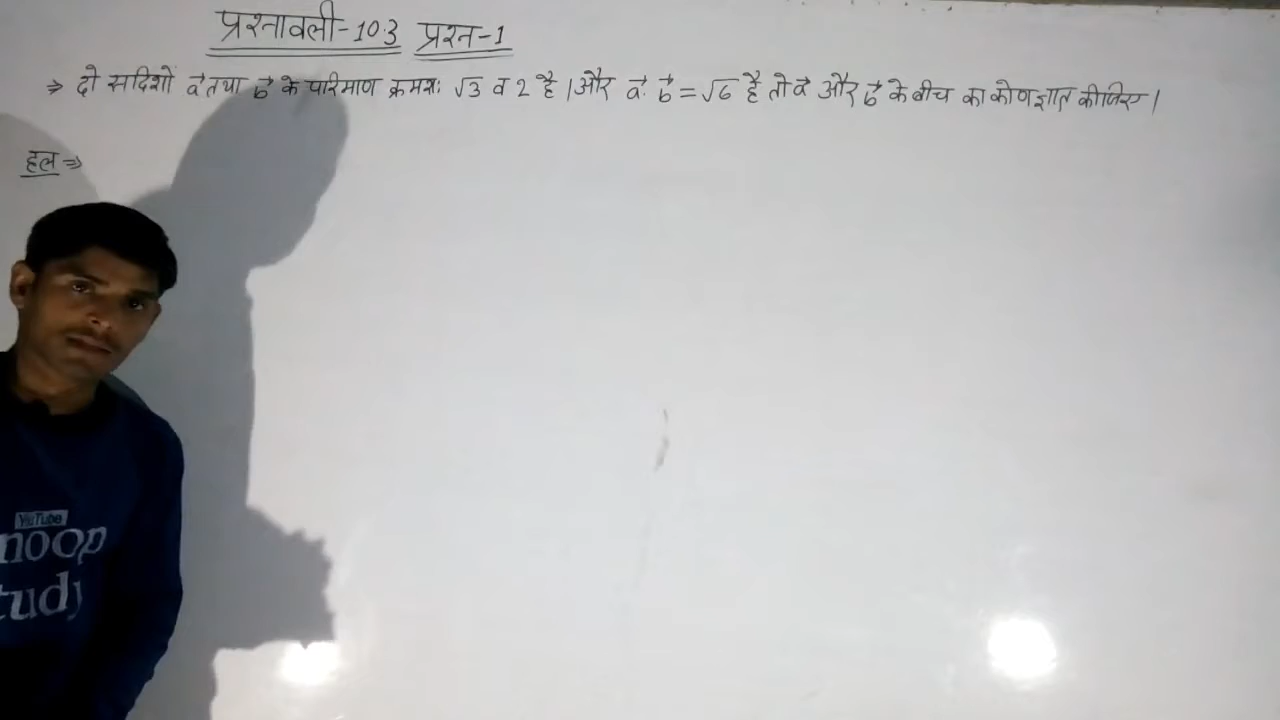 प्रश्नावली-10.3 प्रश्न-1
⇒ दो सदिशों a⃗ तथा b⃗ के परिमाण क्रमशः √3 व 2 है। और a⃗. b⃗ = √6 है तो a⃗ और b⃗ के बीच का कोण ज्ञात कीजिए।
हल ⇒
YouTube
noop
tudy